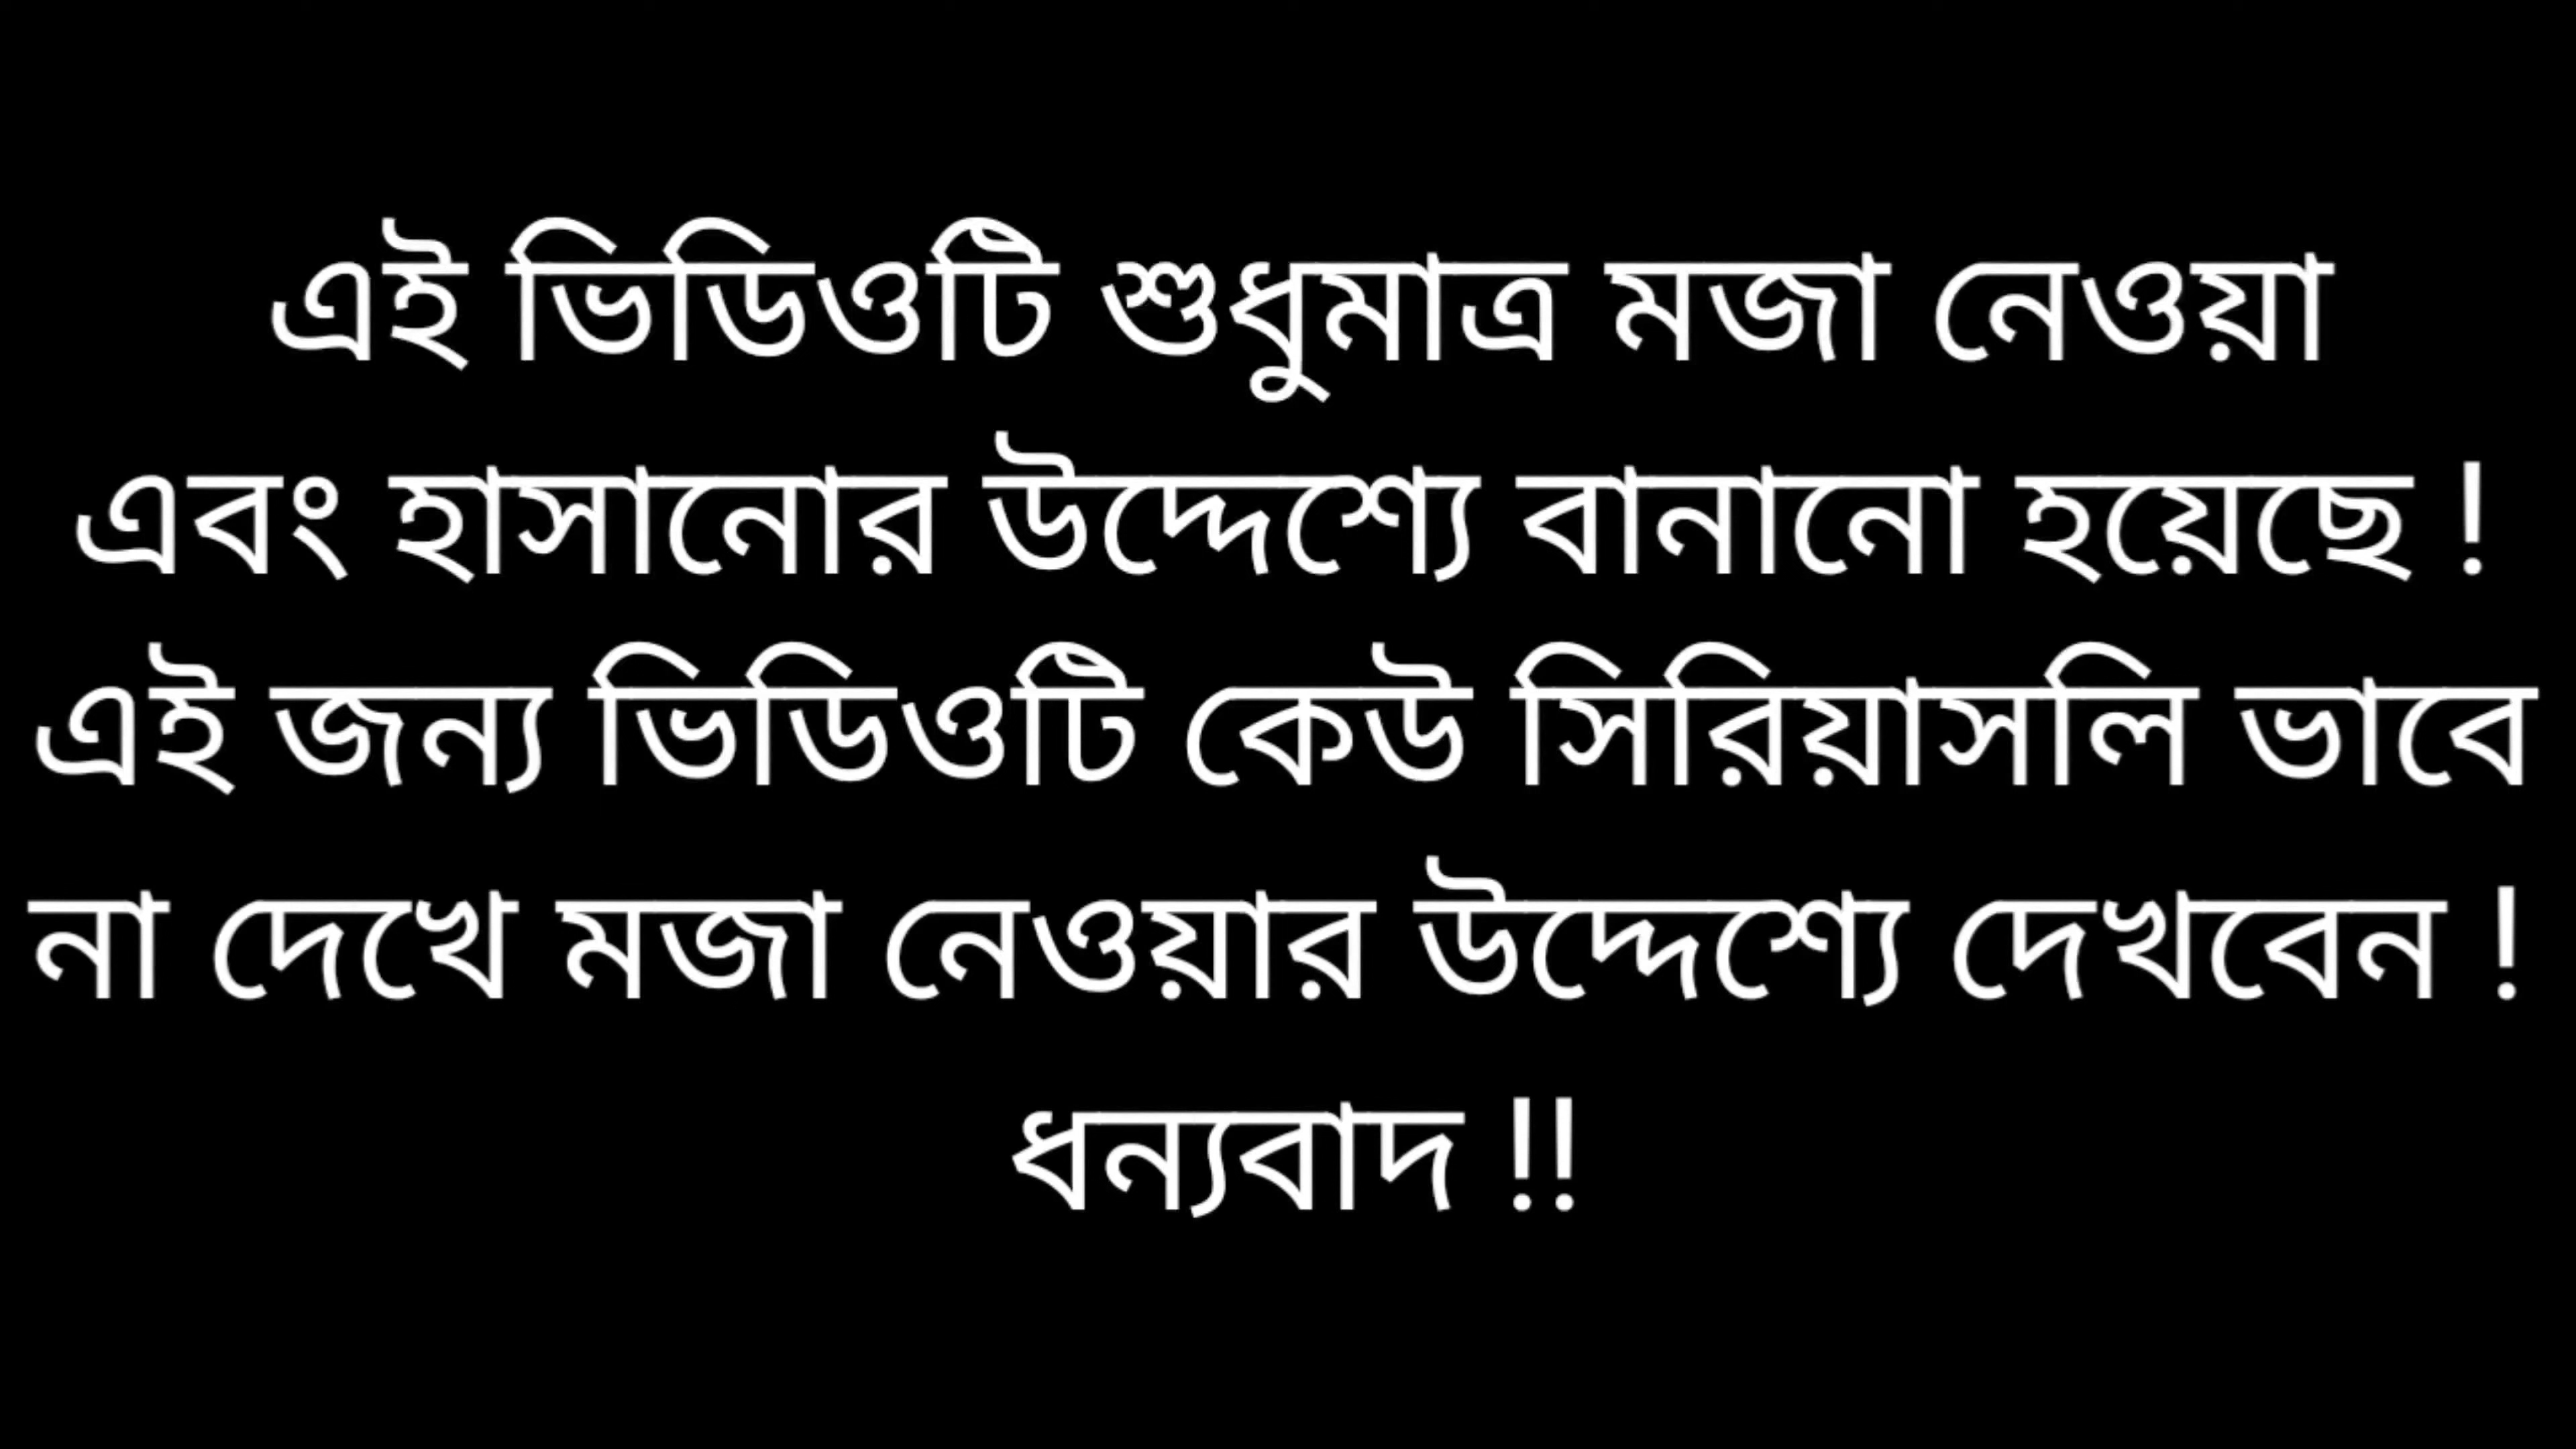 এই ভিডিওটি শুধুমাত্র মজা নেওয়া
এবং হাসানোর উদ্দেশ্যে বানানো হয়েছে !
এই জন্য ভিডিওটি কেউ সিরিয়াসলি ভাবে
না দেখে মজা নেওয়ার উদ্দেশ্যে দেখবেন !
ধন্যবাদ !!